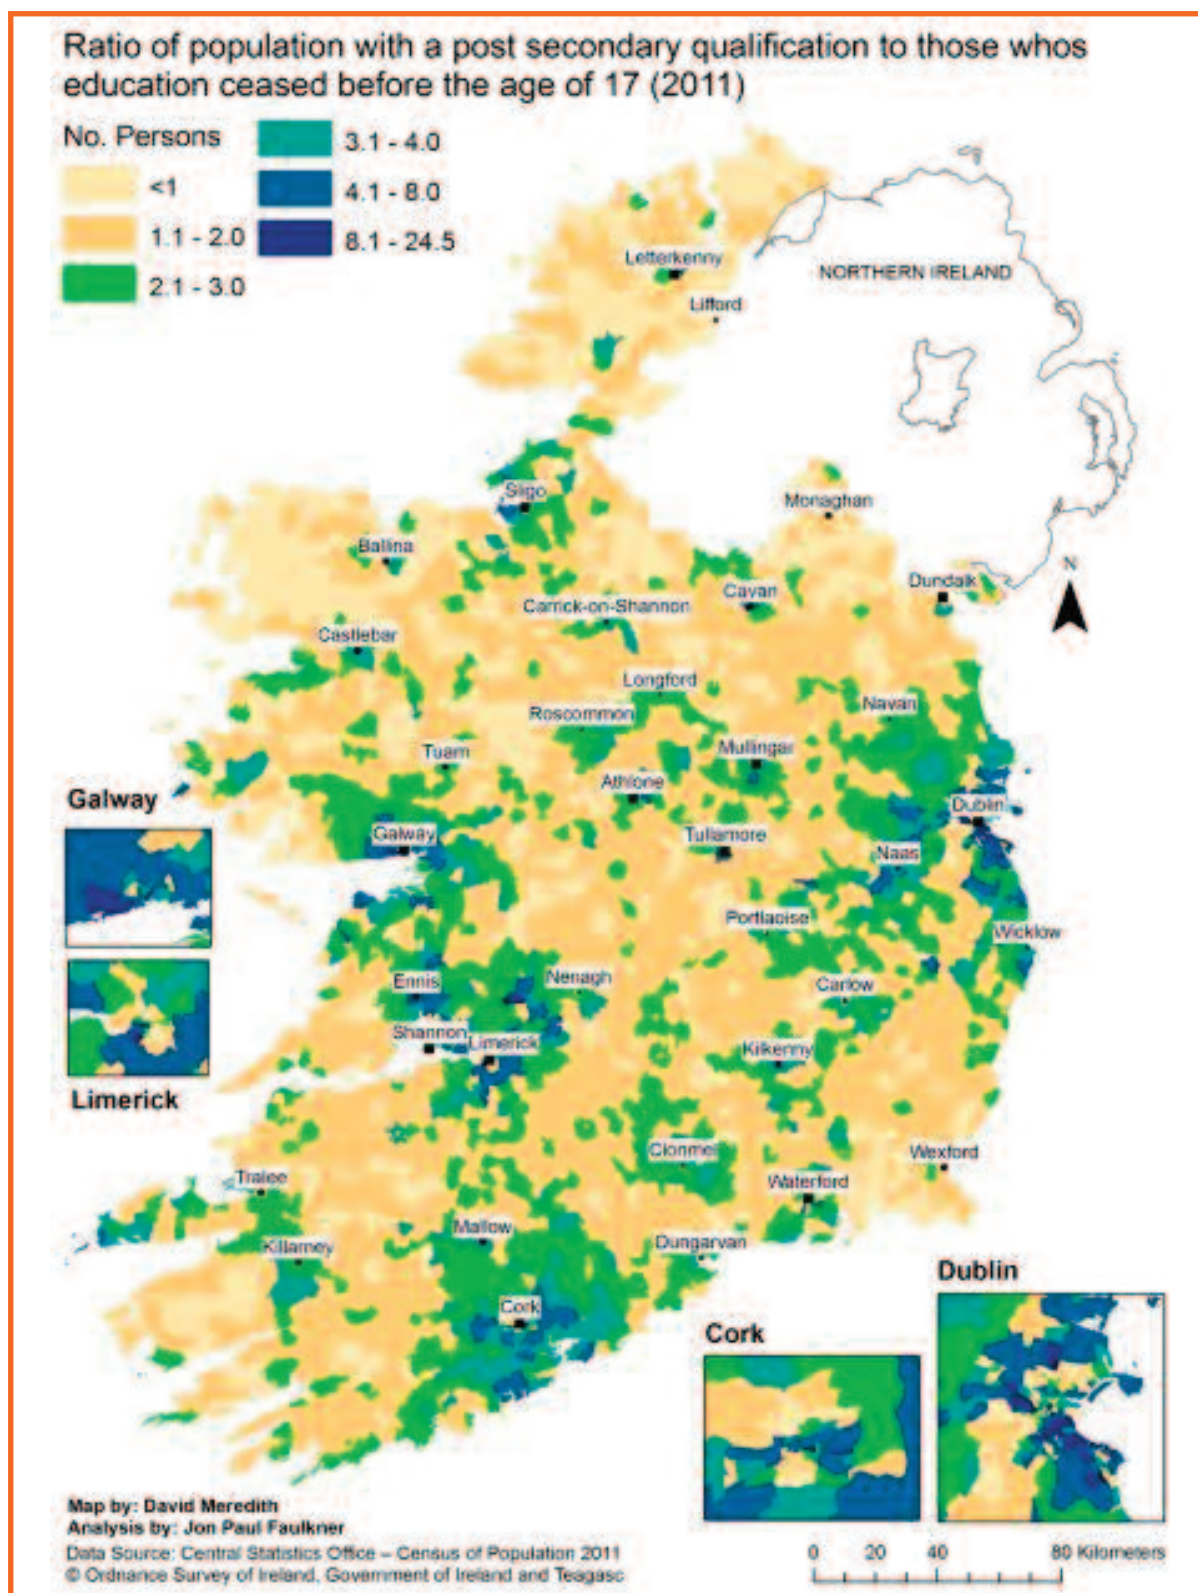 Ratio of population with a post secondary qualification to those whos
education ceased before the age of 17 (2011)
No. Persons
<1
1.1 - 2.0
2.1 - 3.0
3.1 - 4.0
4.1 - 8.0
8.1 - 24.5
Letterkenny
NORTHERN IRELAND
Lifford
Sligo
Monaghan
Ballina
N
Dundalk
Cavan
Carrick-on-Shannon
Castlebar
Longford
Navan
Roscommon
Mullingar
Tuam
Athlone
Galway
Dublin
Galway
Tullamore
Naas
Portlaoise
Wicklow
Ennis
Nenagh
Carlow
Shannon
Limerick
Kilkenny
Limerick
Clonmel
Wexford
Tralee
Waterford
Mallow
Killarney
Dungarvan
Dublin
Cork
Cork
Map by: David Meredith
Analysis by: Jon Paul Faulkner
Data Source: Central Statistics Office – Census of Population 2011
© Ordnance Survey of Ireland, Government of Ireland and Teagasc
0 20 40 80 Kilometers